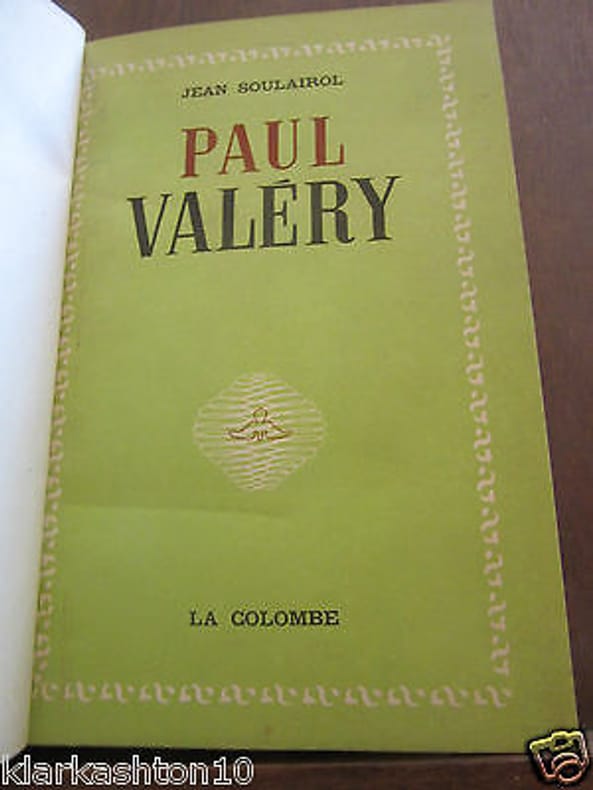 JEAN SOULAIROL
PAUL
VALÉRY
LA COLOMBE
klarkashton10